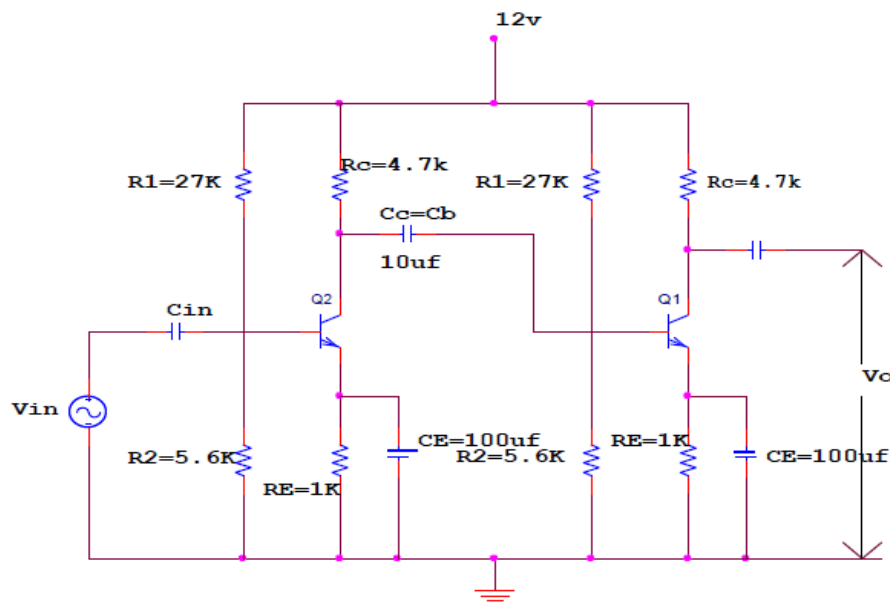 12v
R1=27K
Rc=4.7k
R1=27K
Rc=4.7k
Cc=Cb
10uf
Q2
Q1
Cin
Vin
Vo
R2=5.6K
CE=100uf
RE=1K
R2=5.6K
RE=1K
CE=100uf